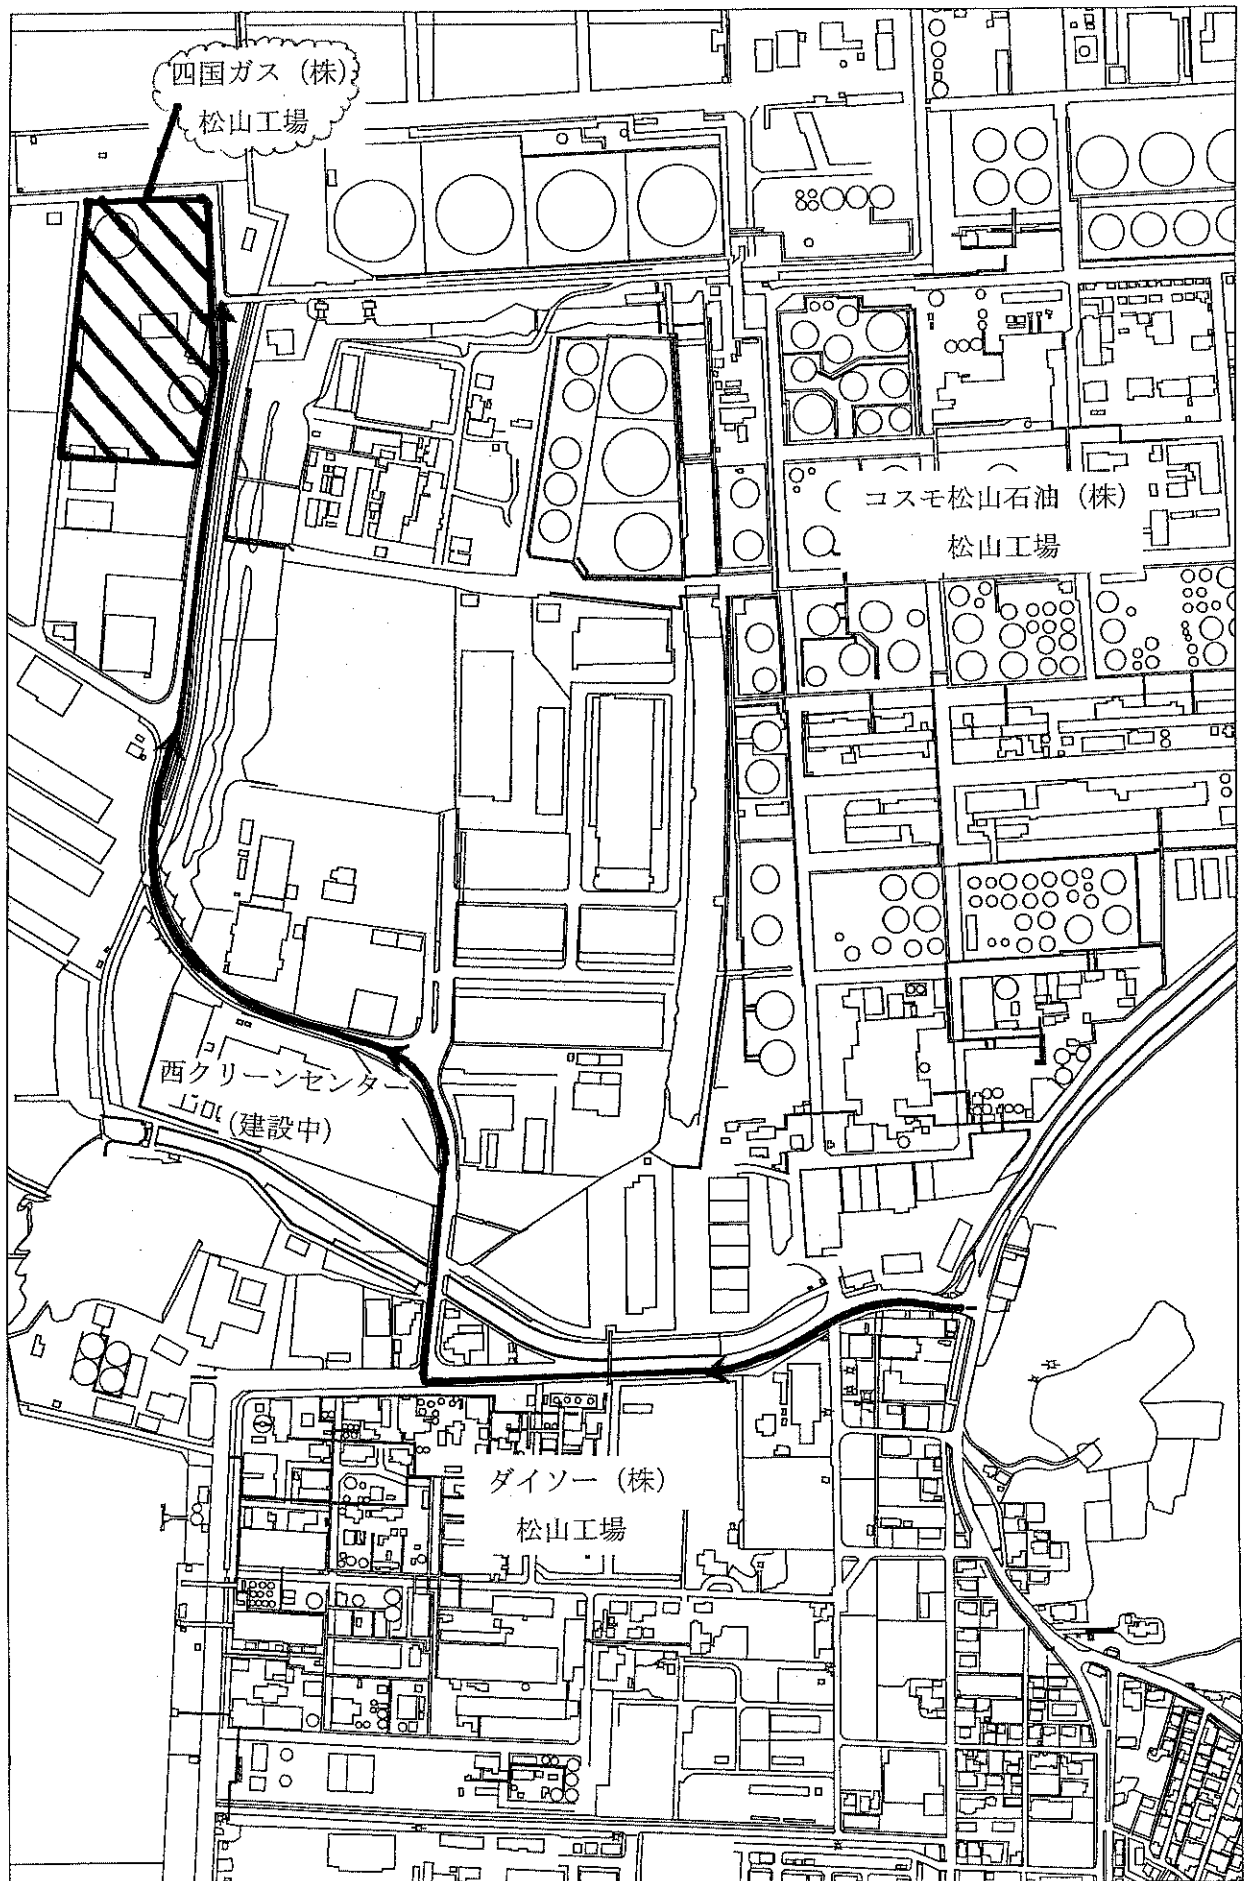 四国ガス（株）
松山工場
コスモ松山石油（株）
松山工場
西クリーンセンター
（建設中）
ダイソー（株）
松山工場